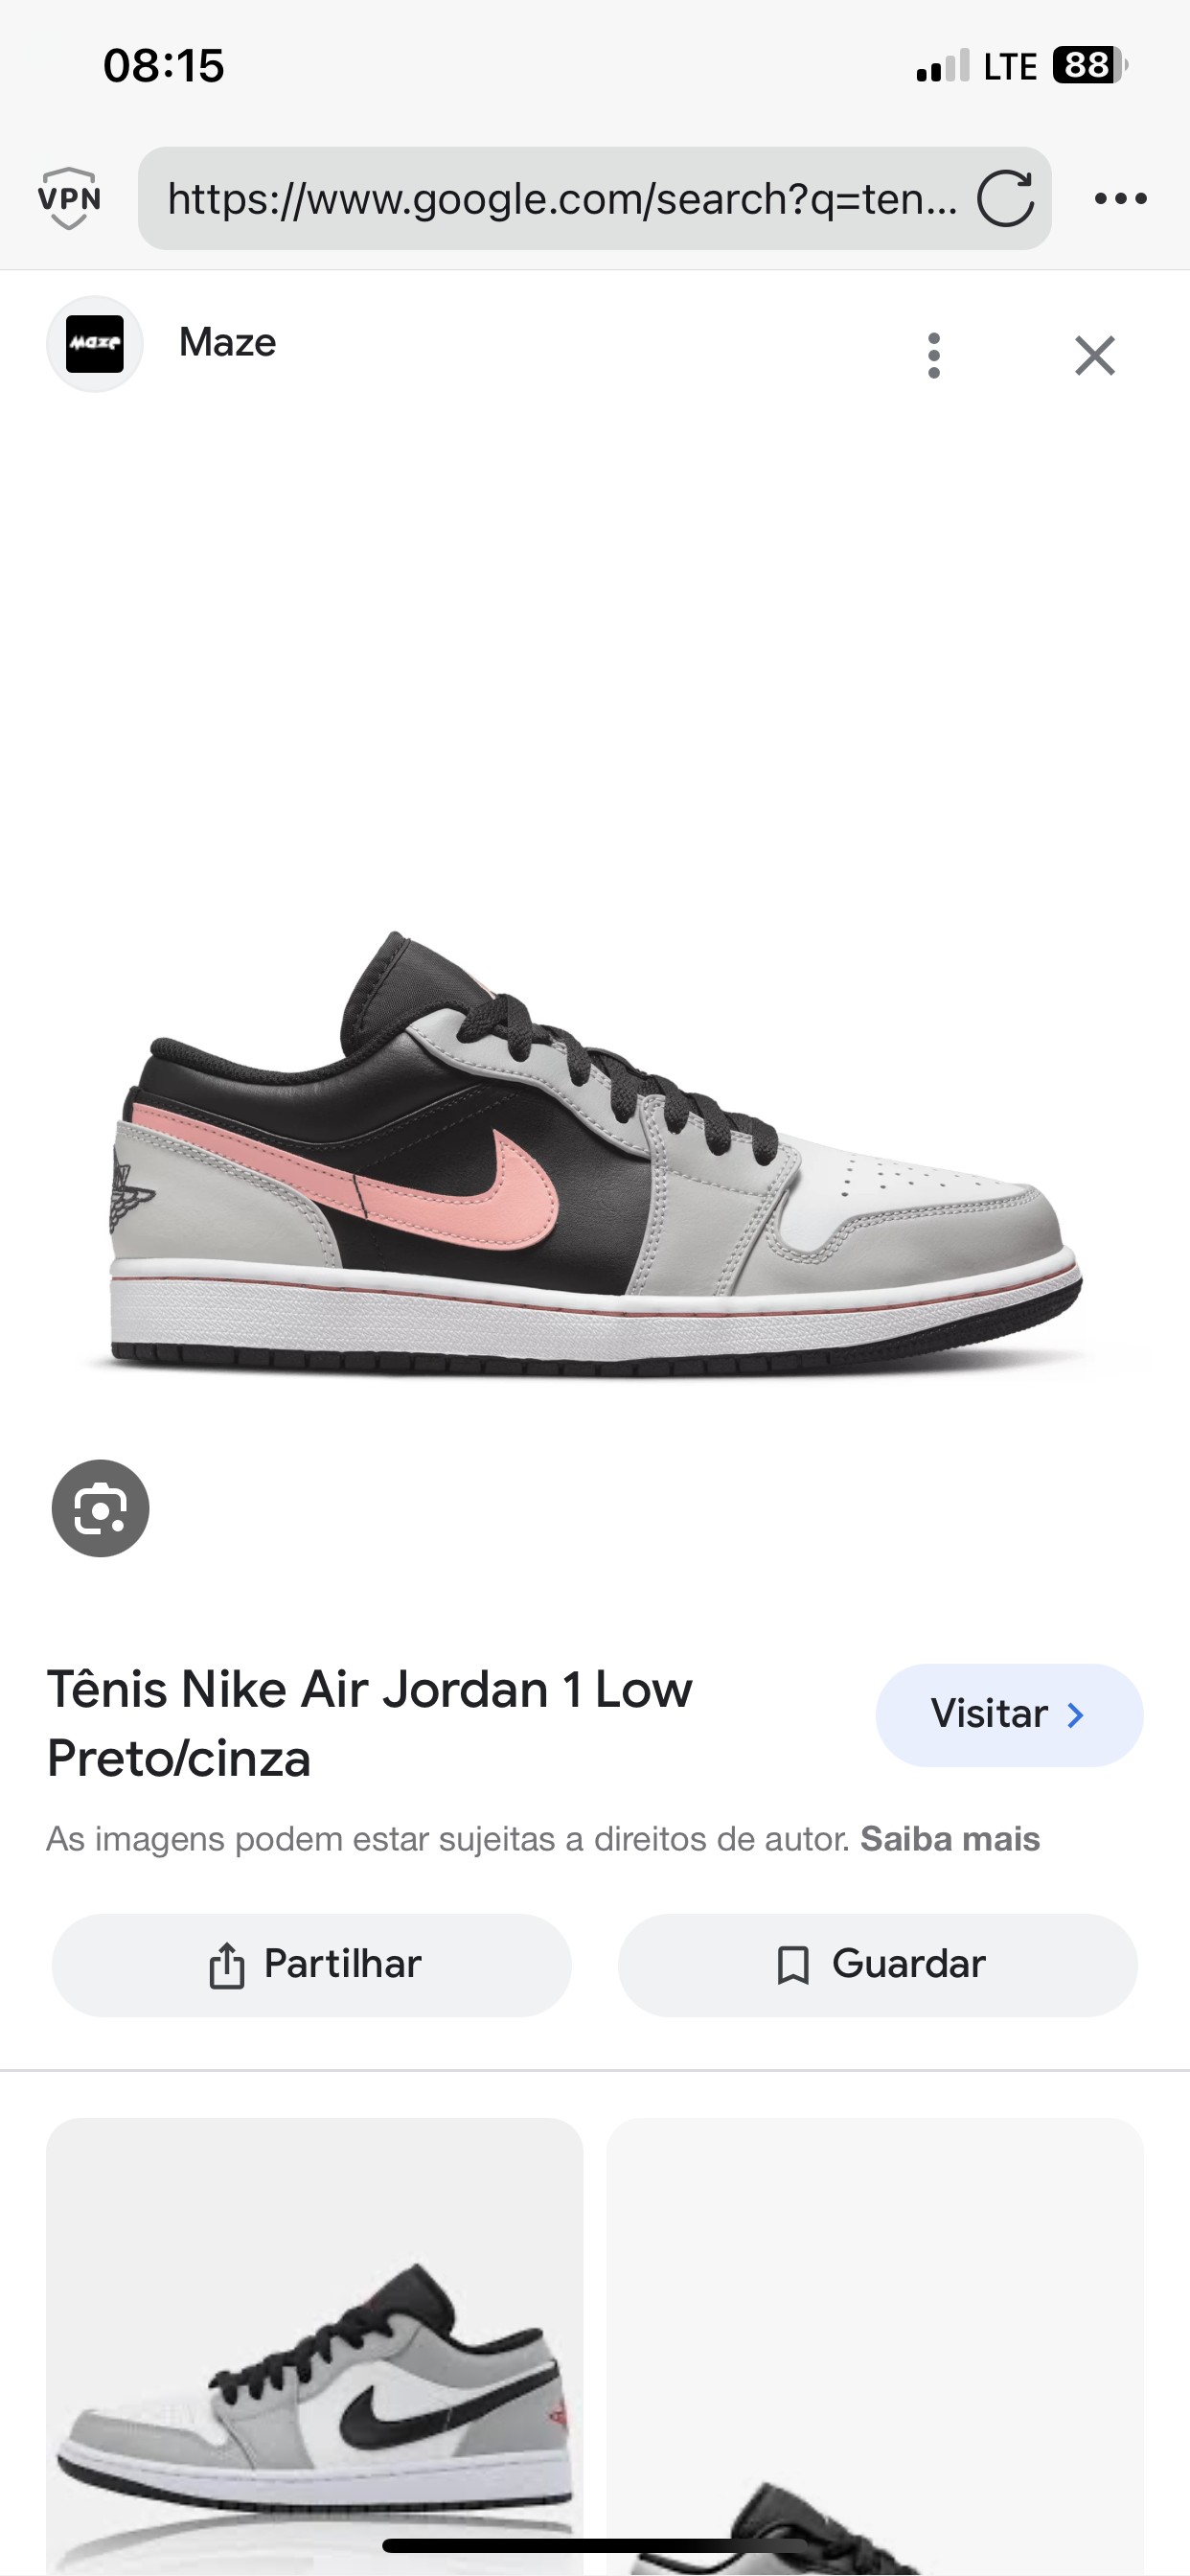 08:15
LTE 88
VPN
https://www.google.com/search?q=ten...
maze
Maze
Tênis Nike Air Jordan 1 Low
Preto/cinza
Visitar
As imagens podem estar sujeitas a direitos de autor. Saiba mais
Partilhar
Guardar